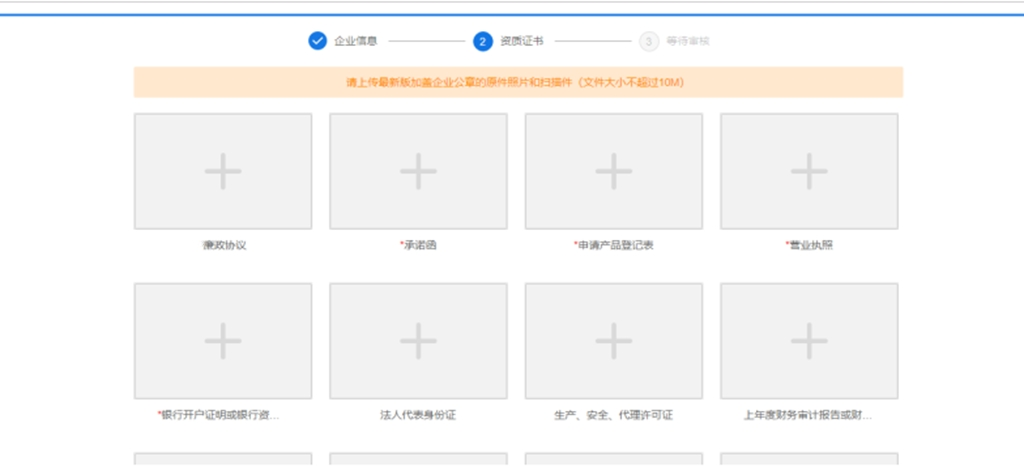 企业信息
2 资质证书
3 等待审核
请上传最新版加盖企业公章的原件照片和扫描件（文件大小不超过10M）
廉政协议
*承诺函
*申请产品登记表
*营业执照
*银行开户证明或银行资...
法人代表身份证
生产、安全、代理许可证
上年度财务审计报告或财...